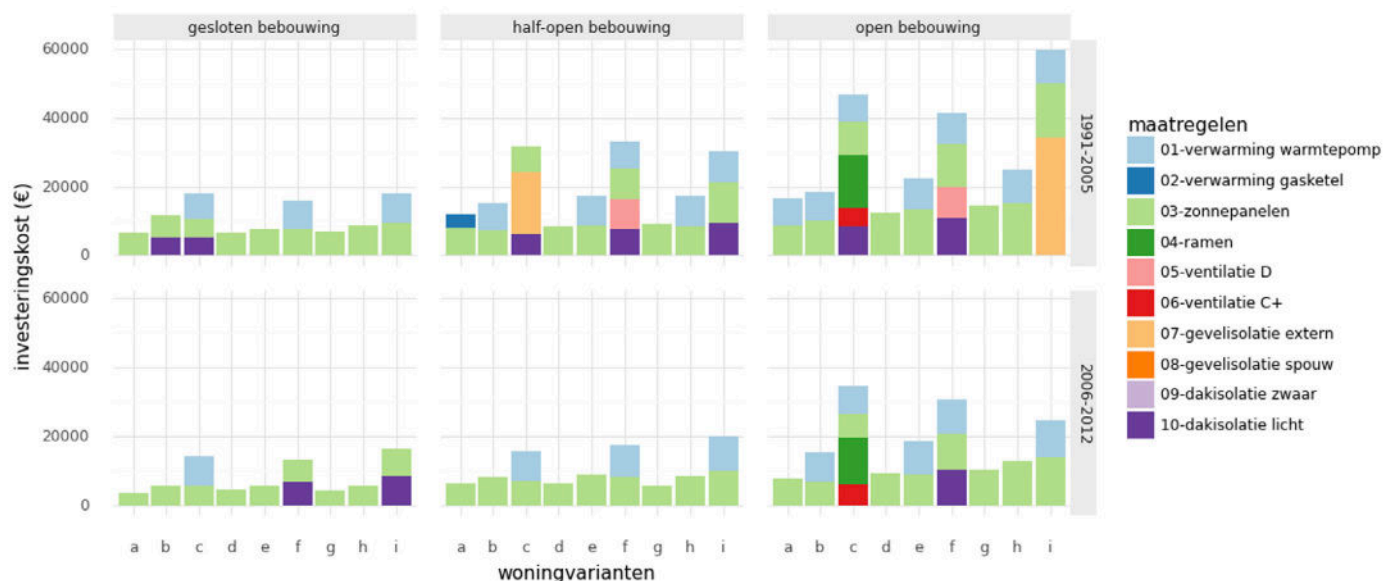 gesloten bebouwing
half-open bebouwing
open bebouwing
60000
40000
20000
0
1991-2005
60000
40000
20000
0
2006-2012
investeringskost (€)
a b c d e f g h i
a b c d e f g h i
a b c d e f g h i
woningvarianten
maatregelen
01-verwarming warmtepomp
02-verwarming gasketel
03-zonnepanelen
04-ramen
05-ventilatie D
06-ventilatie C+
07-gevelisolatie extern
08-gevelisolatie spouw
09-dakisolatie zwaar
10-dakisolatie licht